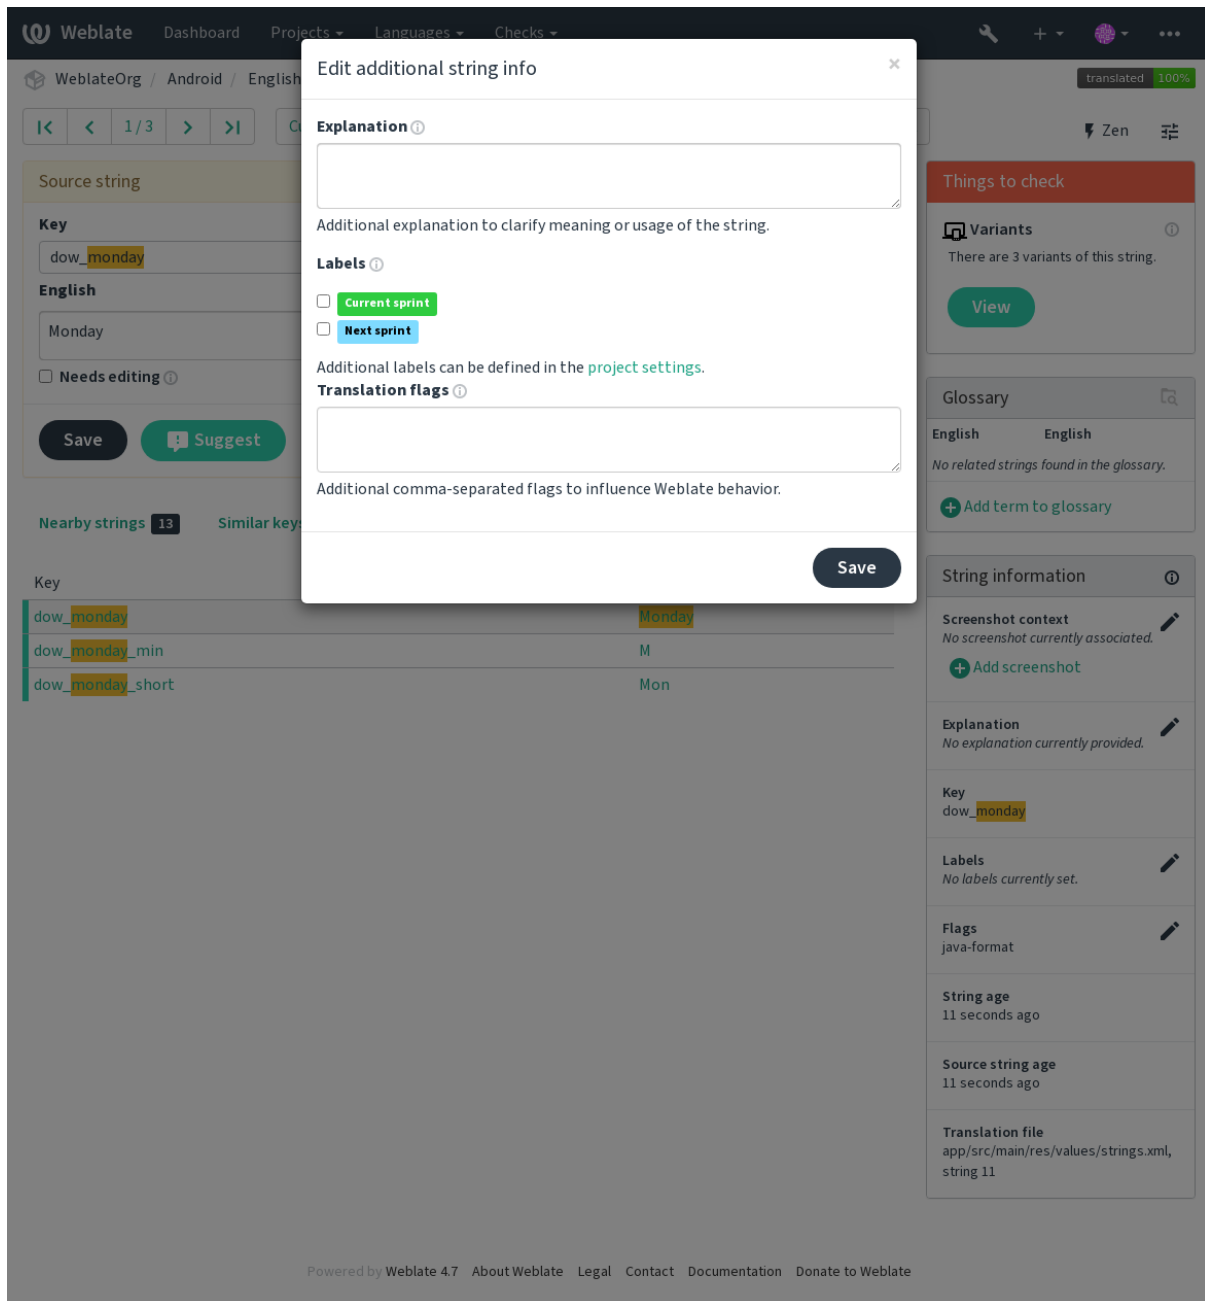 Weblate Dashboard Projects Languages Checks
WeblateOrg / Android / English
translated 100%
1 / 3
Zen
Edit additional string info
×
Explanation
Additional explanation to clarify meaning or usage of the string.
Labels
Current sprint
Next sprint
Additional labels can be defined in the project settings.
Translation flags
Additional comma-separated flags to influence Weblate behavior.
Save
Source string
Key
dow_monday
English
Monday
Needs editing
Save Suggest
Nearby strings 13 Similar keys
Key
dow_monday Monday
dow_monday_min M
dow_monday_short Mon
Things to check
Variants
There are 3 variants of this string.
View
Glossary
English English
No related strings found in the glossary.
Add term to glossary
String information
Screenshot context
No screenshot currently associated.
Add screenshot
Explanation
No explanation currently provided.
Key
dow_monday
Labels
No labels currently set.
Flags
java-format
String age
11 seconds ago
Source string age
11 seconds ago
Translation file
app/src/main/res/values/strings.xml,
string 11
Powered by Weblate 4.7 About Weblate Legal Contact Documentation Donate to Weblate